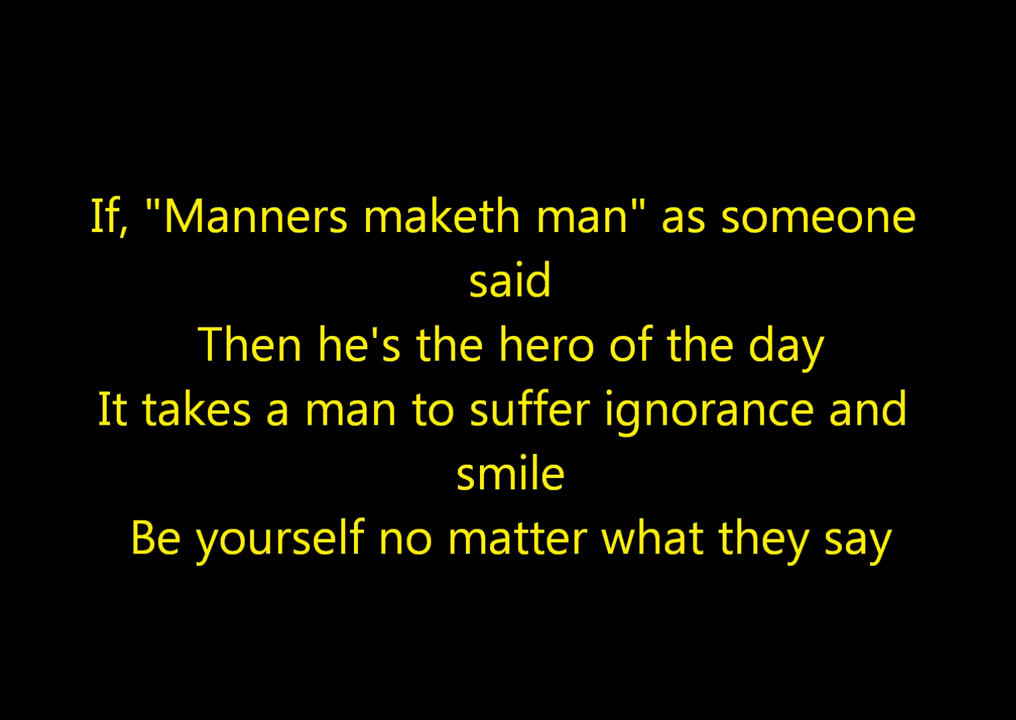 If, "Manners maketh man" as someone
said
Then he's the hero of the day
It takes a man to suffer ignorance and
smile
Be yourself no matter what they say